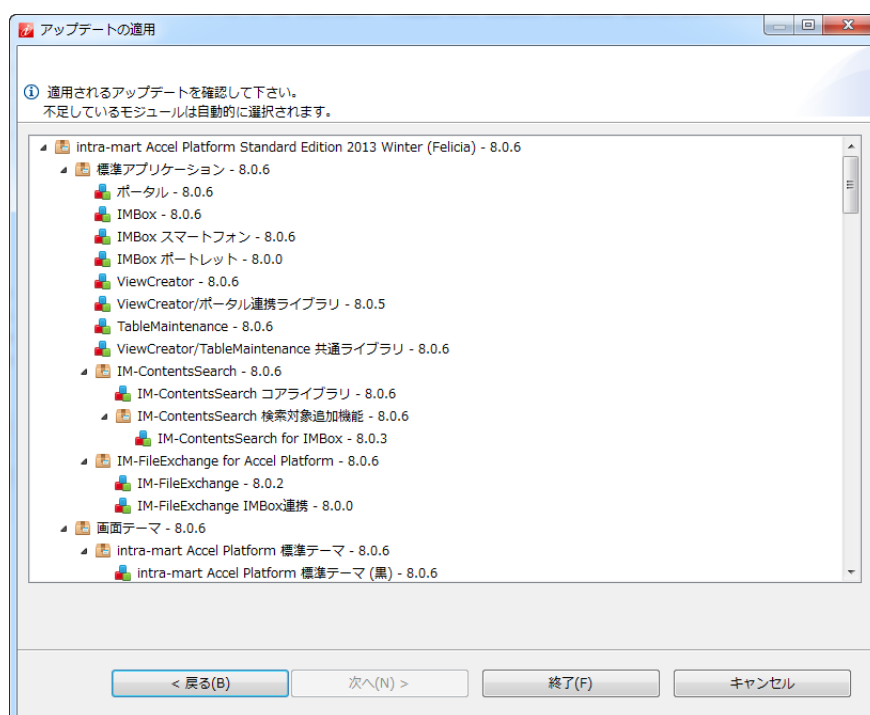 アップデートの適用
適用されるアップデートを確認して下さい。
不足しているモジュールは自動的に選択されます。
intra-mart Accel Platform Standard Edition 2013 Winter (Felicia) - 8.0.6
標準アプリケーション - 8.0.6
ポータル - 8.0.6
IMBox - 8.0.6
IMBox スマートフォン - 8.0.6
IMBox ポートレット - 8.0.0
ViewCreator - 8.0.6
ViewCreator/ポータル連携ライブラリ - 8.0.5
TableMaintenance - 8.0.6
ViewCreator/TableMaintenance 共通ライブラリ - 8.0.6
IM-ContentsSearch - 8.0.6
IM-ContentsSearch コアライブラリ - 8.0.6
IM-ContentsSearch 検索対象追加機能 - 8.0.6
IM-ContentsSearch for IMBox - 8.0.3
IM-FileExchange for Accel Platform - 8.0.6
IM-FileExchange - 8.0.2
IM-FileExchange IMBox連携 - 8.0.0
画面テーマ - 8.0.6
intra-mart Accel Platform 標準テーマ - 8.0.6
intra-mart Accel Platform 標準テーマ (黒) - 8.0.6
< 戻る(B) 次へ(N) > 終了(F) キャンセル